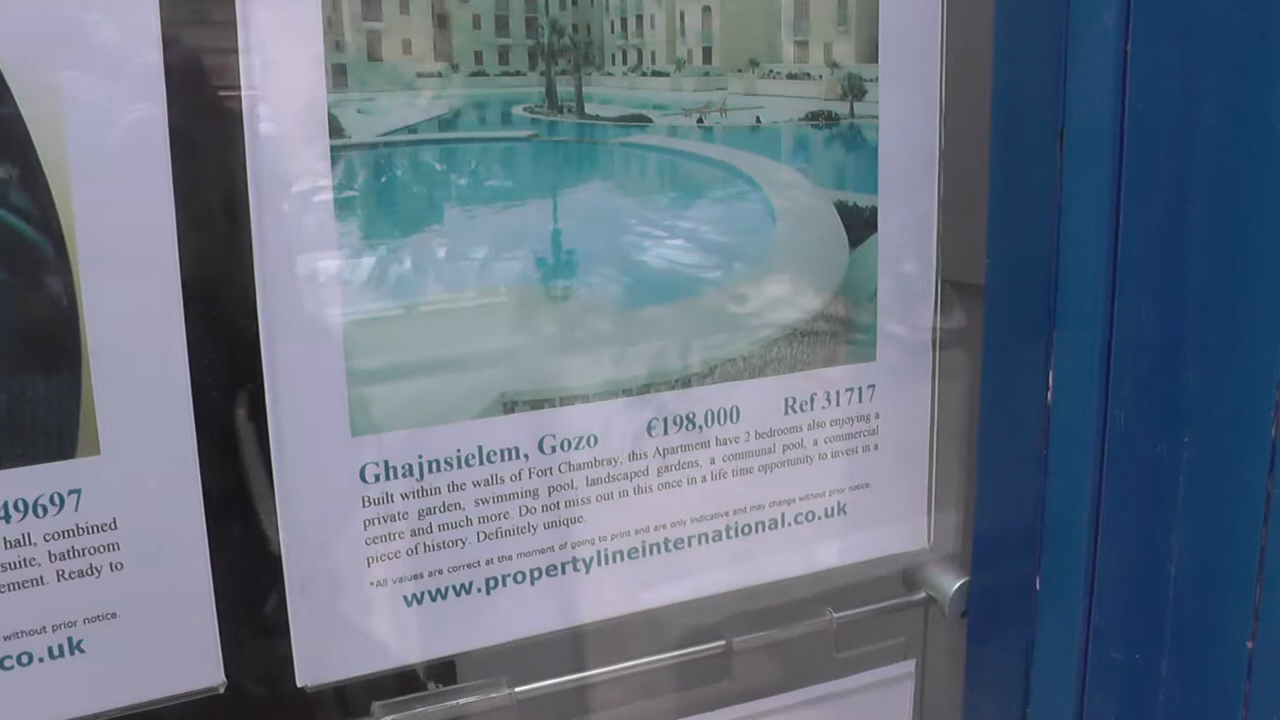 49697
hall, combined
suite, bathroom
Ready to
without prior notice.
co.uk
Ghajnsielem, Gozo €198,000 Ref 31717
Built within the walls of Fort Chambray, this Apartment have 2 bedrooms also enjoying a
private garden, swimming pool, landscaped gardens, a communal pool, a commercial
centre and much more. Do not miss out in this once in a life time opportunity to invest in a
piece of history. Definitely unique.
*All values are correct at the moment of going to print and are only indicative and may change without prior notice.
www.propertylineinternational.co.uk